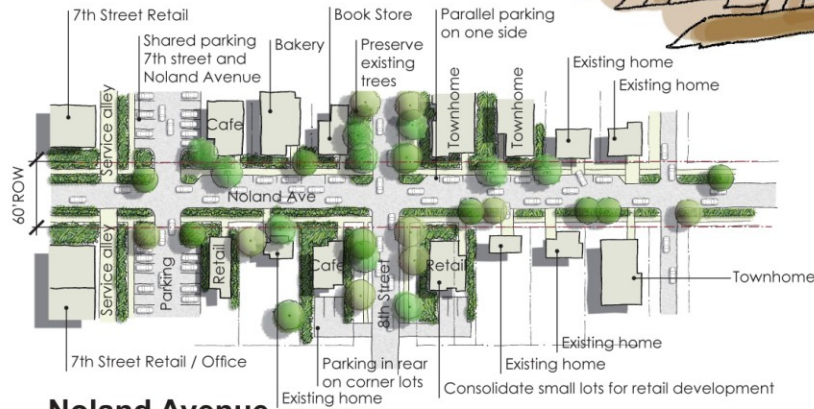 7th Street Retail
Shared parking
7th street and
Noland Avenue
Bakery
Book Store
Preserve
existing
trees
Parallel parking
on one side
Existing home
Existing home
Service alley
Cafe
Townhome
Townhome
60'ROW
Noland Ave
Service alley
Parking
Retail
Cafe
8th Street
Retail
Townhome
7th Street Retail / Office
Existing home
Parking in rear
on corner lots
Existing home
Existing home
Consolidate small lots for retail development
Noland Avenue